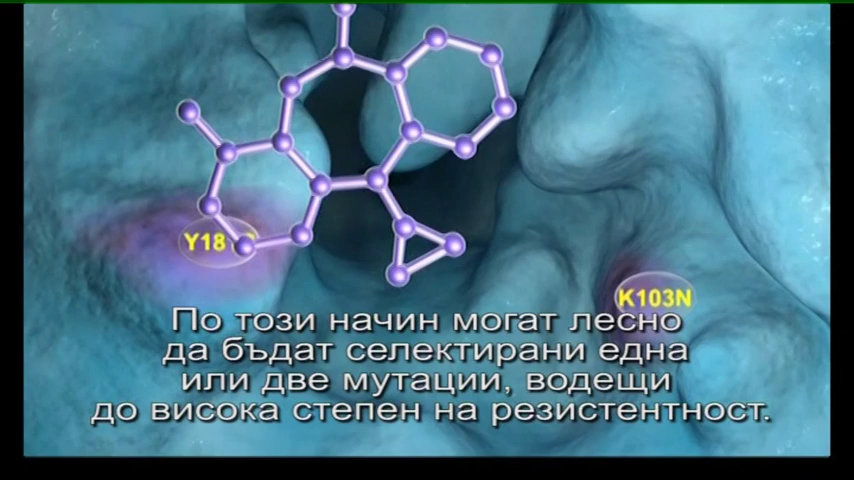 Y18
K103N
По този начин могат лесно
да бъдат селектирани една
или две мутации, водещи
до висока степен на резистентност.